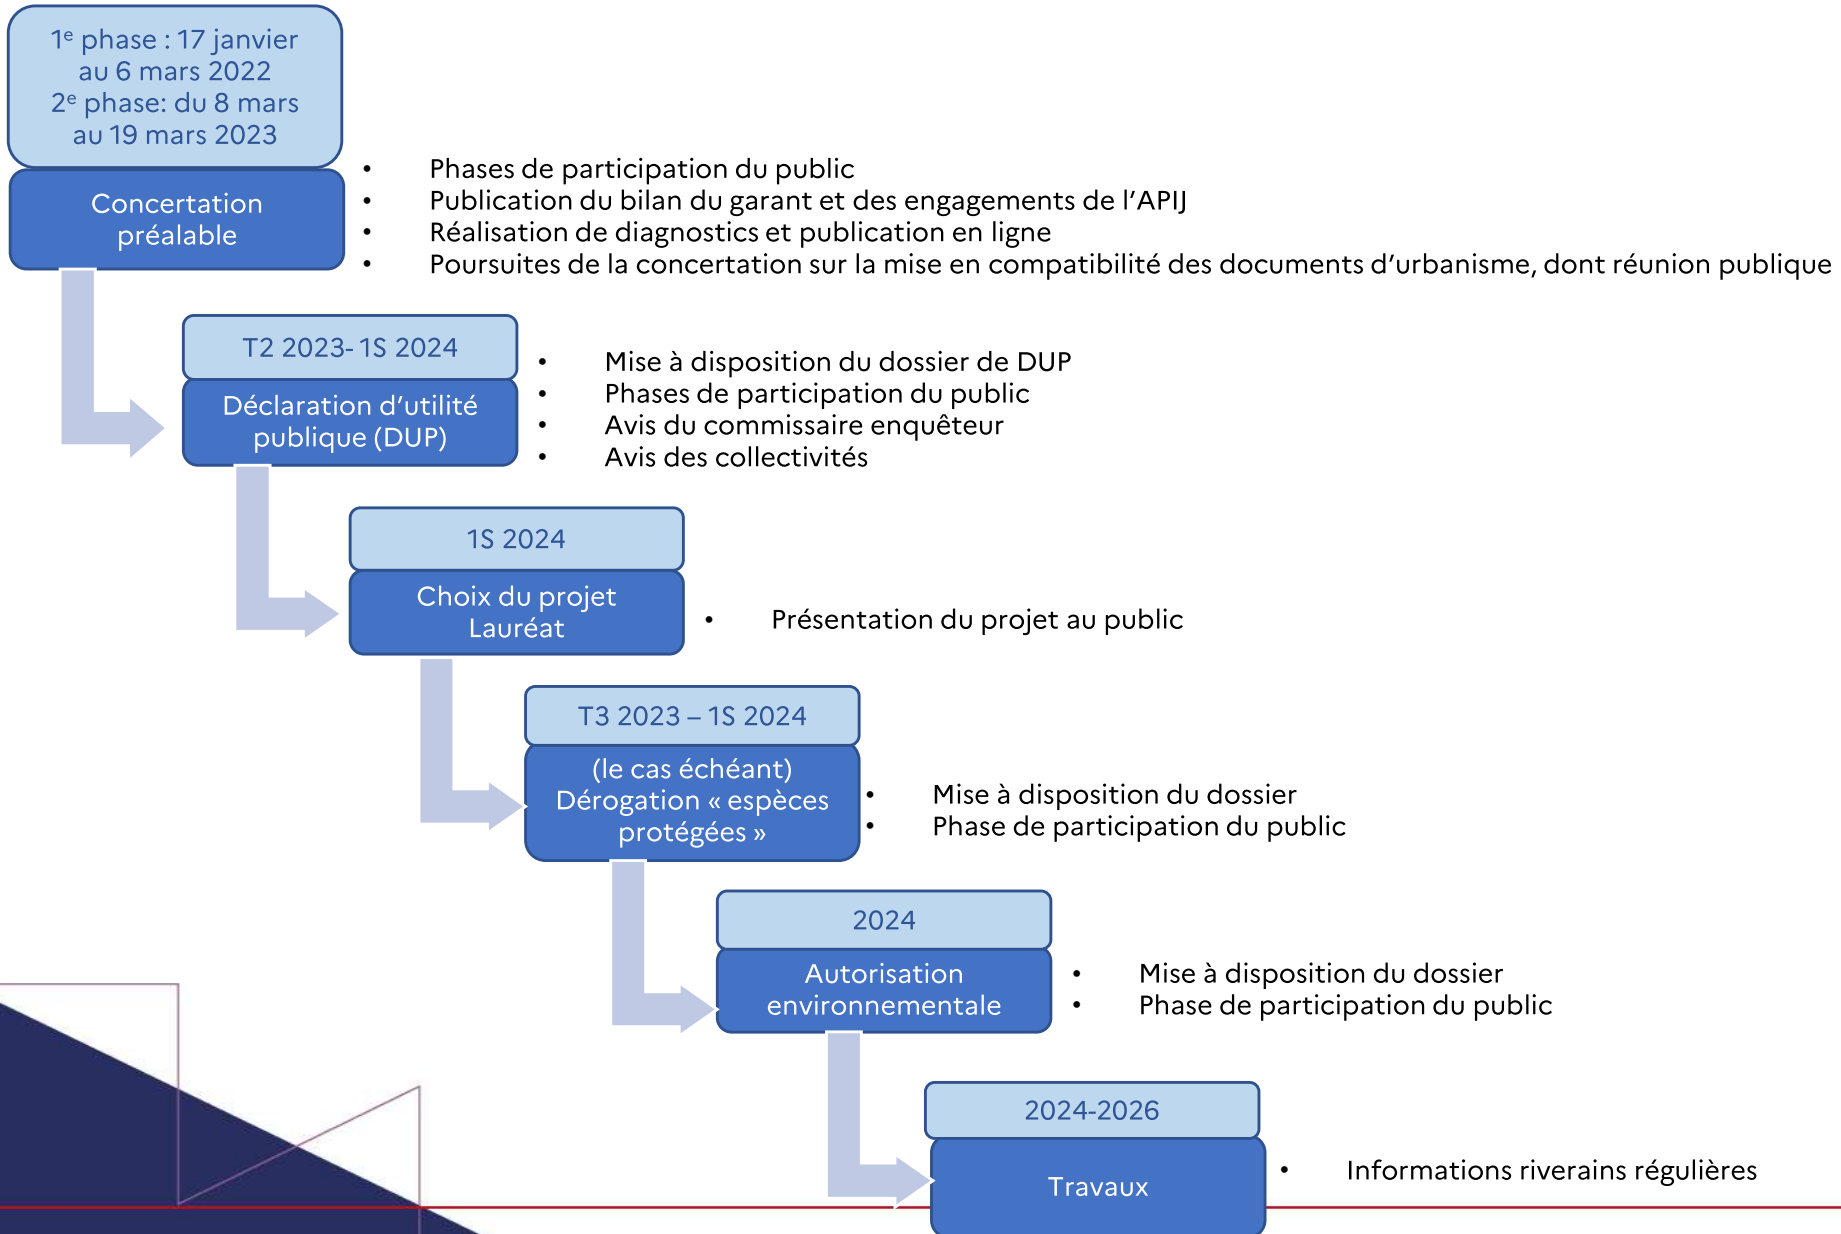 1e phase : 17 janvier
au 6 mars 2022
2e phase: du 8 mars
au 19 mars 2023
Concertation
préalable
• Phases de participation du public
• Publication du bilan du garant et des engagements de l’APIJ
• Réalisation de diagnostics et publication en ligne
• Poursuites de la concertation sur la mise en compatibilité des documents d’urbanisme, dont réunion publique
T2 2023- 1S 2024
Déclaration d’utilité
publique (DUP)
• Mise à disposition du dossier de DUP
• Phases de participation du public
• Avis du commissaire enquêteur
• Avis des collectivités
1S 2024
Choix du projet
Lauréat
• Présentation du projet au public
T3 2023 – 1S 2024
(le cas échéant)
Dérogation « espèces
protégées »
• Mise à disposition du dossier
• Phase de participation du public
2024
Autorisation
environnementale
• Mise à disposition du dossier
• Phase de participation du public
2024-2026
Travaux
• Informations riverains régulières